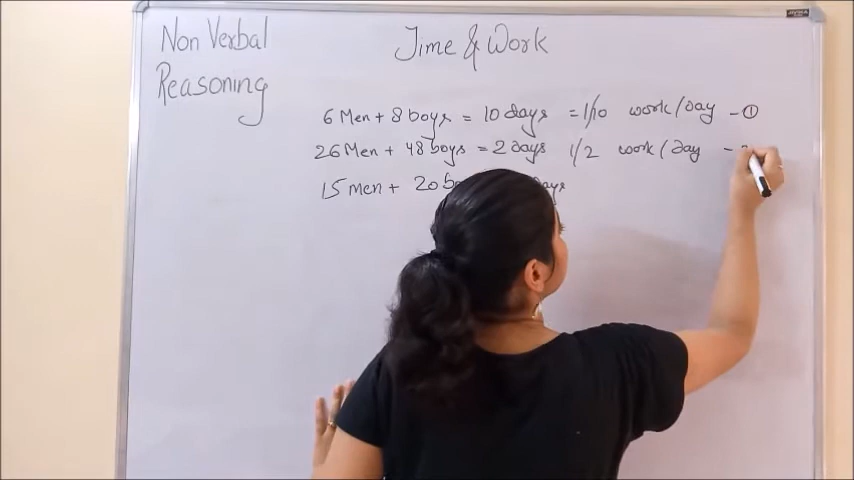 Non Verbal
Reasoning
Time & Work
6 Men + 8 boys = 10 days = 1/10 work/day - ①
26 Men + 48 boys = 2 days 1/2 work/day -
15 men + 20